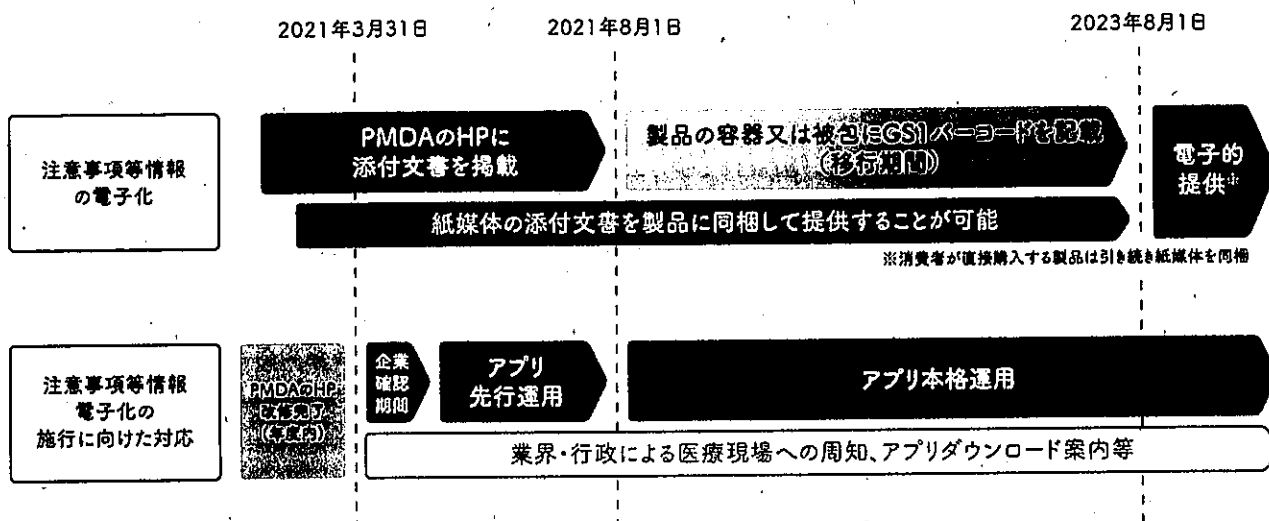 2021年3月31日
2021年8月1日
2023年8月1日
注意事項等情報
の電子化
PMDAのHPに
添付文書を掲載
製品の容器又は被包にGS1バーコードを記載
(移行期間)
電子的
提供※
紙媒体の添付文書を製品に同梱して提供することが可能
※消費者が直接購入する製品は引き続き紙媒体を同梱
注意事項等情報
電子化の
施行に向けた対応
PMDAのHP
改修完了
(年度内)
企業
確認
期間
アプリ
先行運用
アプリ本格運用
業界・行政による医療現場への周知、アプリダウンロード案内等